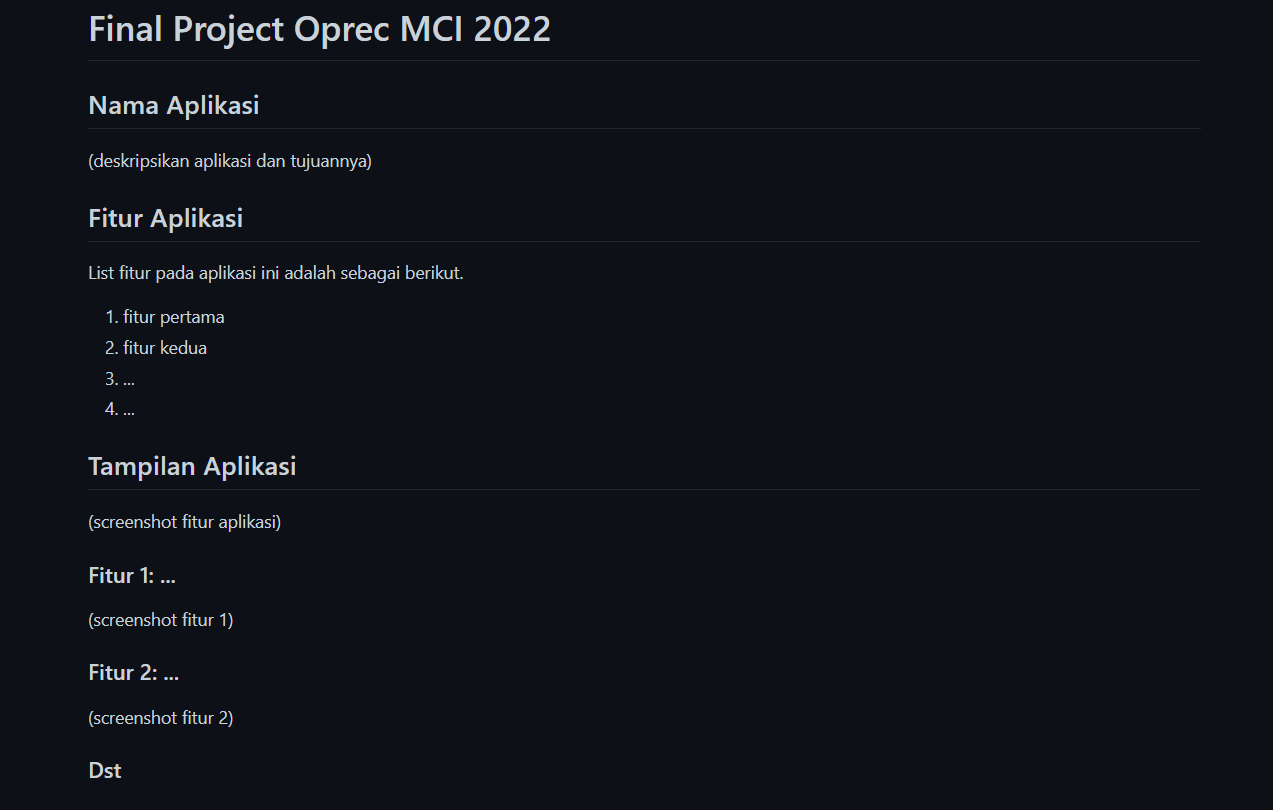 Final Project Oprec MCI 2022
Nama Aplikasi
(deskripsikan aplikasi dan tujuannya)
Fitur Aplikasi
List fitur pada aplikasi ini adalah sebagai berikut.
1. fitur pertama
2. fitur kedua
3. ...
4. ...
Tampilan Aplikasi
(screenshot fitur aplikasi)
Fitur 1: ...
(screenshot fitur 1)
Fitur 2: ...
(screenshot fitur 2)
Dst